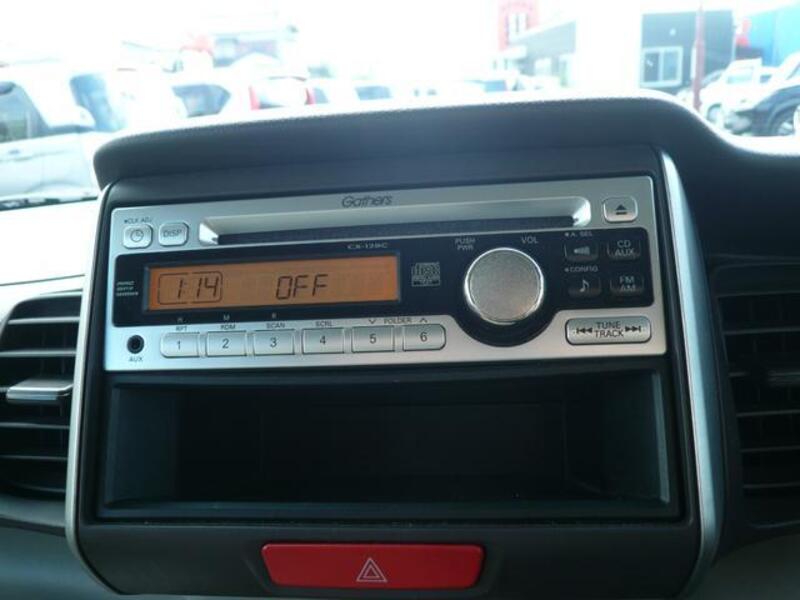 Gathers
CLK ADJ
DISP
CX-128C
PUSH PWR
VOL
A. SEL
CD AUX
CONFIG
FM AM
1:14 OFF
H M R
RPT RDM SCAN SCRL FOLDER
1 2 3 4 5 6
AUX
TUNE
TRACK